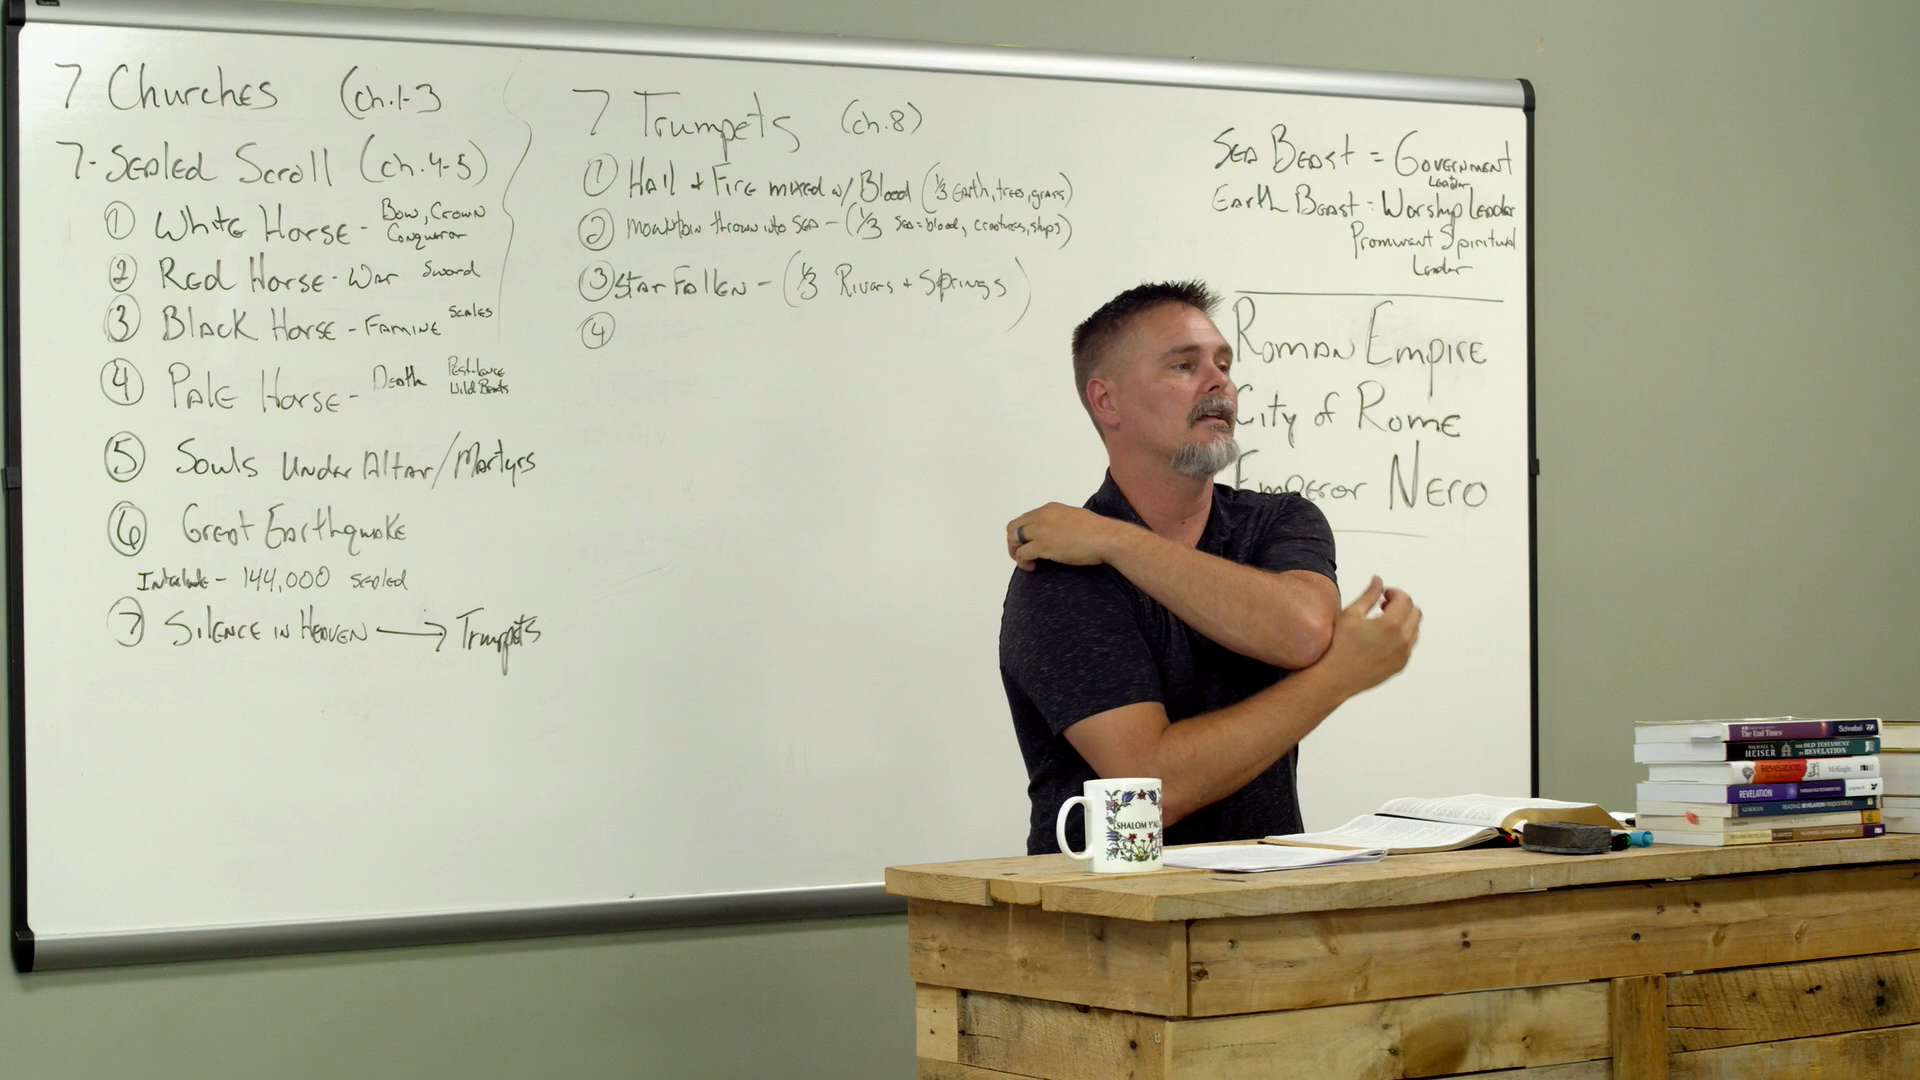 7 Churches (ch.1-3
7-Sealed Scroll (ch.4-5)
① White Horse - Bow, Crown
Conqueror
② Red Horse - War Sword
③ Black Horse - Famine Scales
④ Pale Horse - Death Pestilence
Wild Beasts
⑤ Souls Under Altar/Martyrs
⑥ Great Earthquake
Interlude - 144,000 sealed
⑦ Silence in Heaven → Trumpets
7 Trumpets (ch.8)
① Hail + Fire mixed w/ Blood (1/3 Earth, trees, grass)
② Mountain thrown into Sea - (1/3 Sea = blood, creatures, ships)
③ Star Fallen - (1/3 Rivers + Springs)
④
Sea Beast = Government
Leader
Earth Beast = Worship Leader
Prominent Spiritual
Leader
Roman Empire
City of Rome
Emperor Nero
SHALOM Y'ALL
The End Times Schnabel
MICHAEL S. HEISER THE OLD TESTAMENT IN REVELATION
Revelation McKnight
REVELATION
GORMAN READING REVELATION responsibly